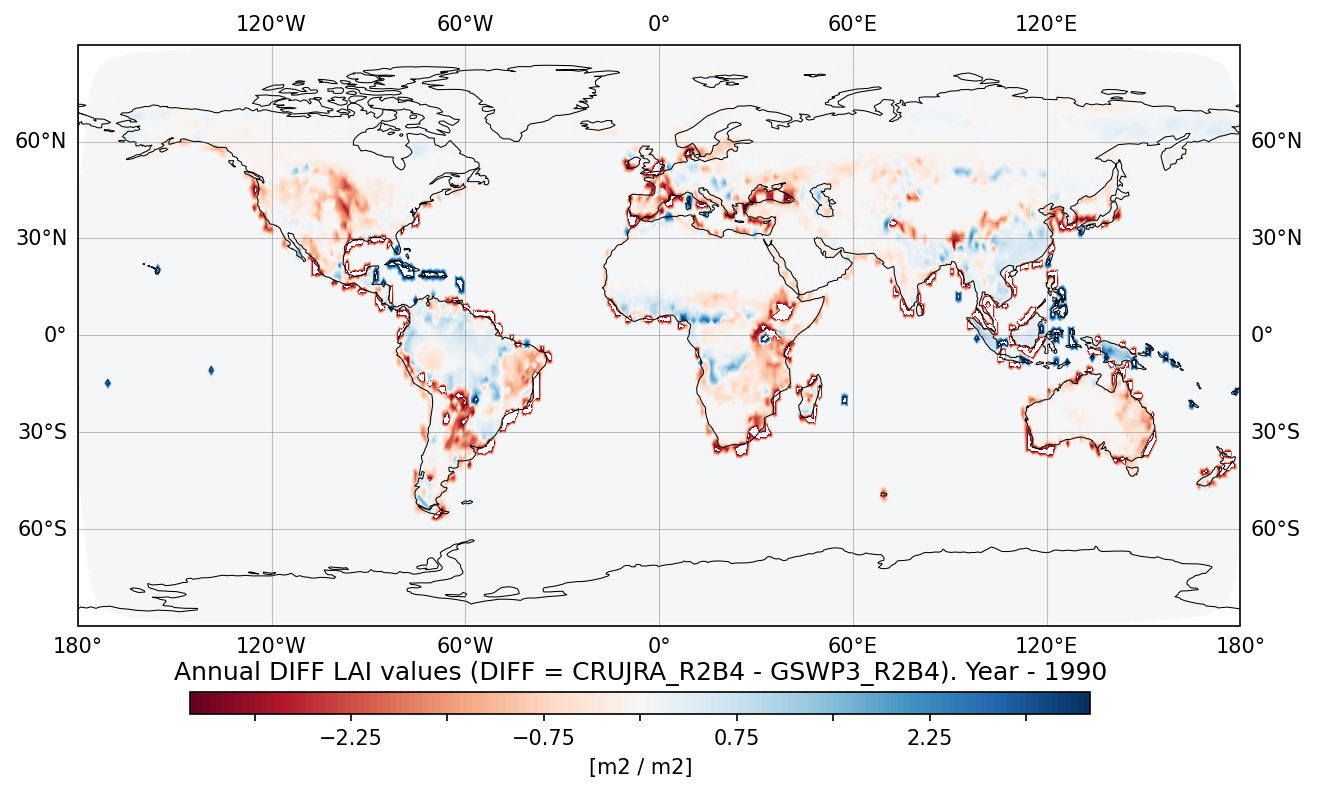 120°W 60°W 0° 60°E 120°E
60°N 60°N
30°N 30°N
0° 0°
30°S 30°S
60°S 60°S
180° 120°W 60°W 0° 60°E 120°E 180°
Annual DIFF LAI values (DIFF = CRUJRA_R2B4 - GSWP3_R2B4). Year - 1990
−2.25 −0.75 0.75 2.25
[m2 / m2]